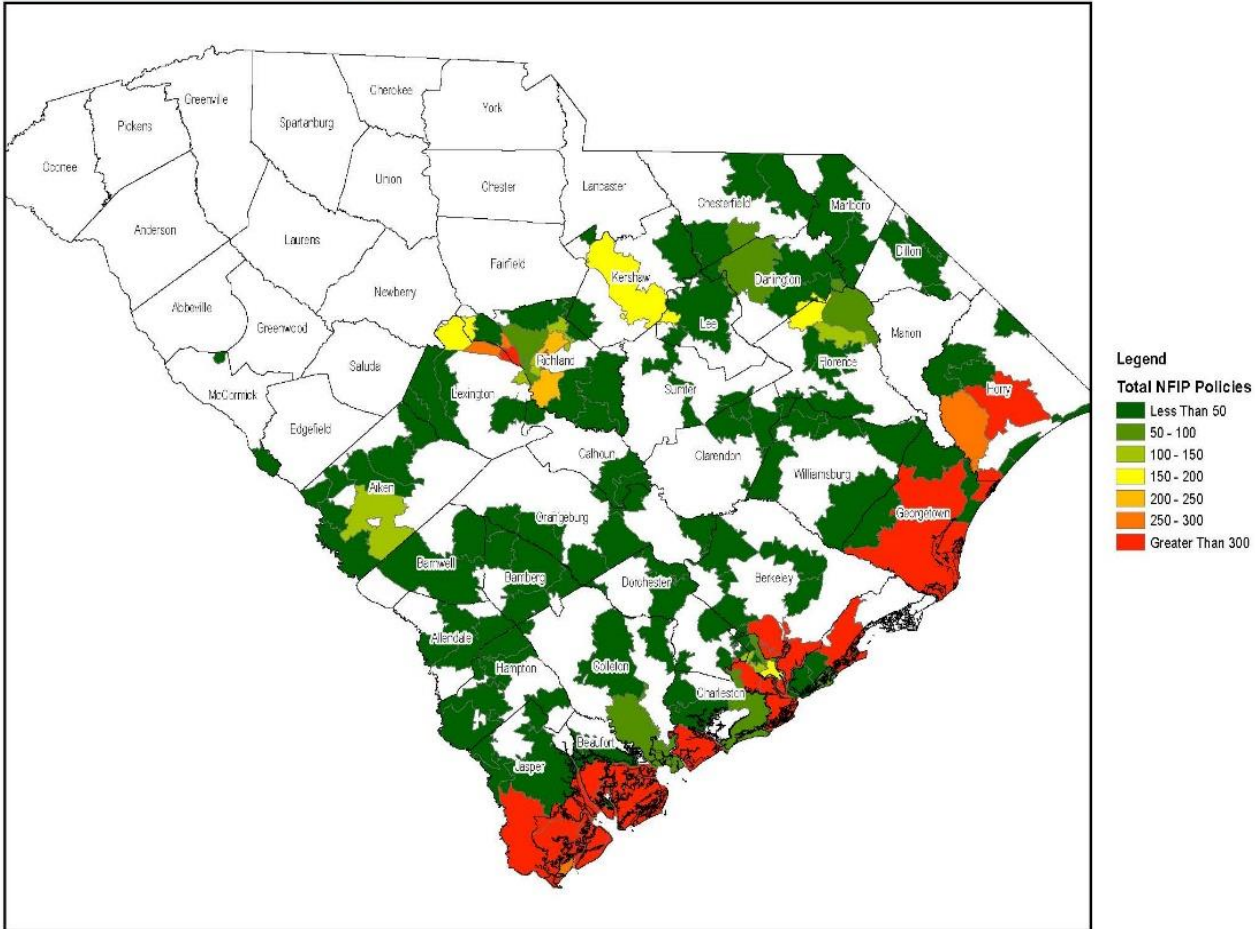 Cherokee
Greenville
York
Spartanburg
Pickens
Oconee
Union
Chester
Lancaster
Chesterfield
Marlboro
Anderson
Laurens
Dillon
Fairfield
Kershaw
Darlington
Newberry
Abbeville
Greenwood
Lee
Marion
Richland
Florence
Saluda
McCormick
Lexington
Sumter
Horry
Edgefield
Calhoun
Clarendon
Williamsburg
Aiken
Georgetown
Orangeburg
Barnwell
Bamberg
Dorchester
Berkeley
Allendale
Hampton
Colleton
Charleston
Beaufort
Jasper
Legend
Total NFIP Policies
Less Than 50
50 - 100
100 - 150
150 - 200
200 - 250
250 - 300
Greater Than 300